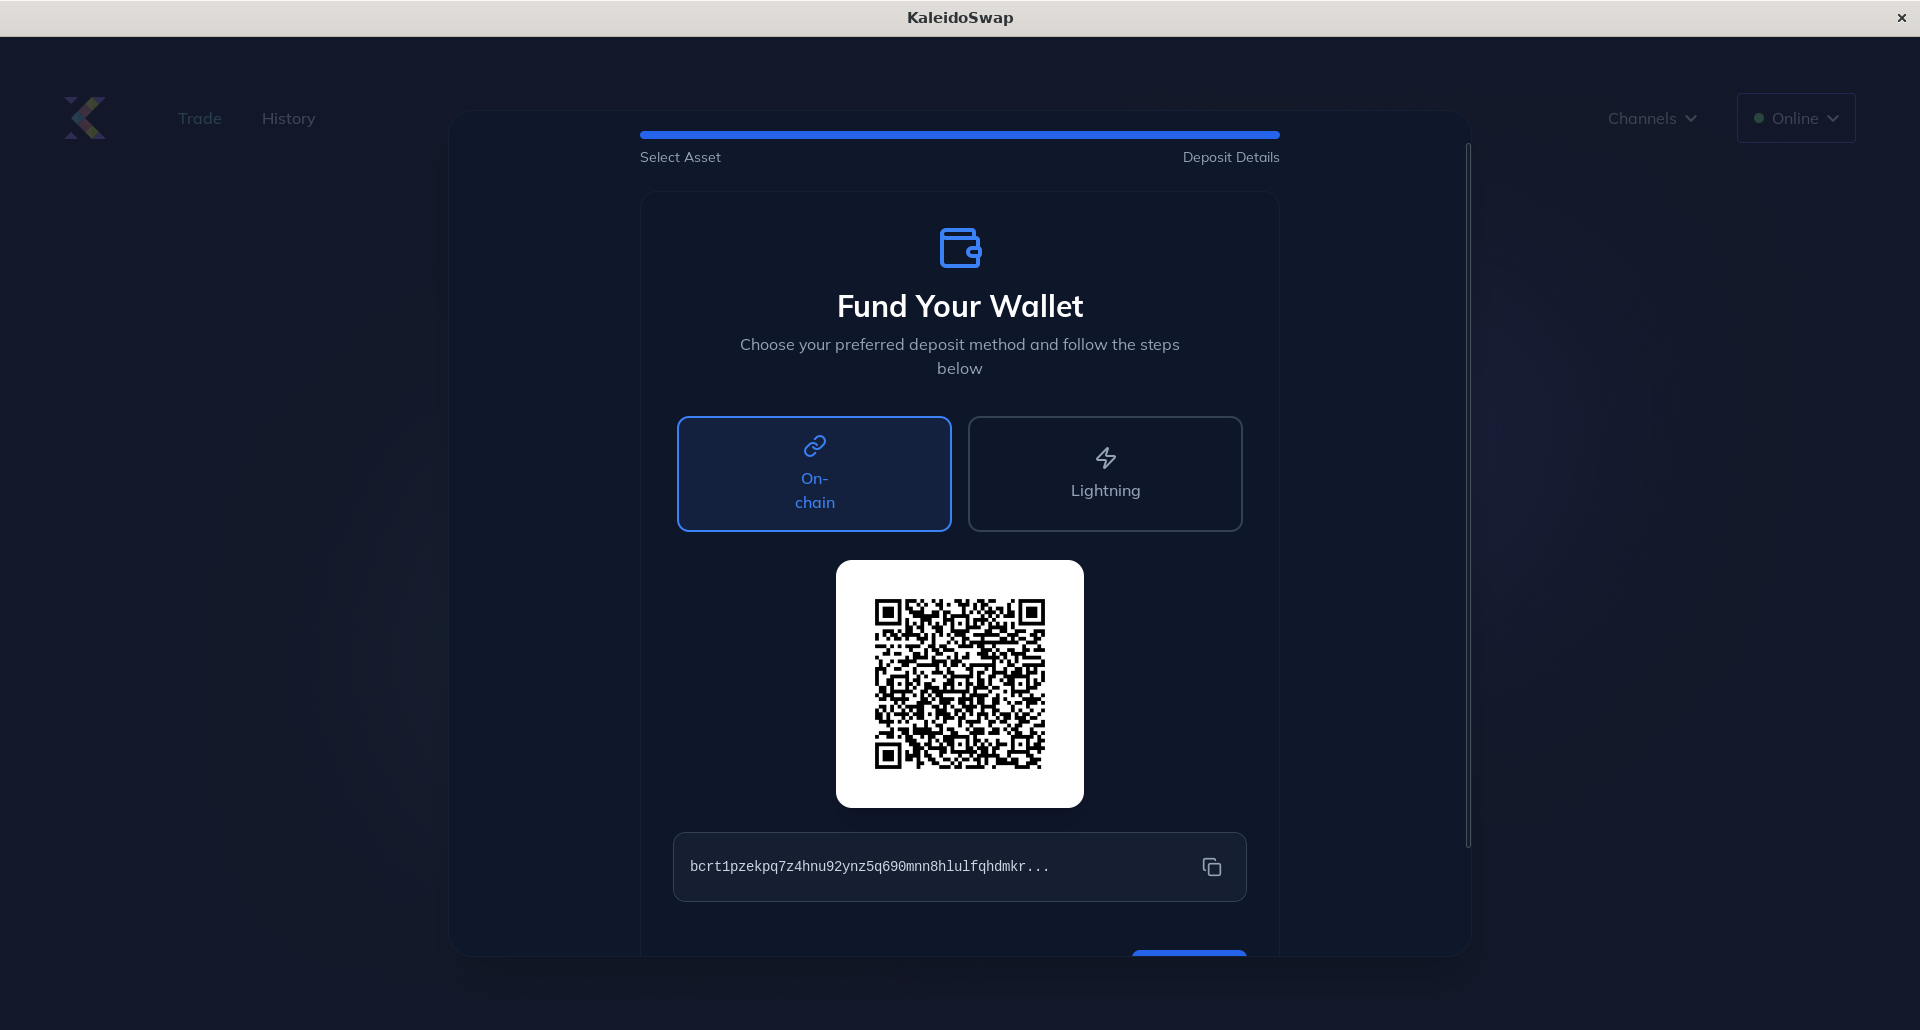 KaleidoSwap
Trade
History
Channels
Online
Select Asset
Deposit Details
Fund Your Wallet
Choose your preferred deposit method and follow the steps
below
On-
chain
Lightning
bcrt1pzekpq7z4hnu92ynz5q690mnn8hlulfqhdmkr...